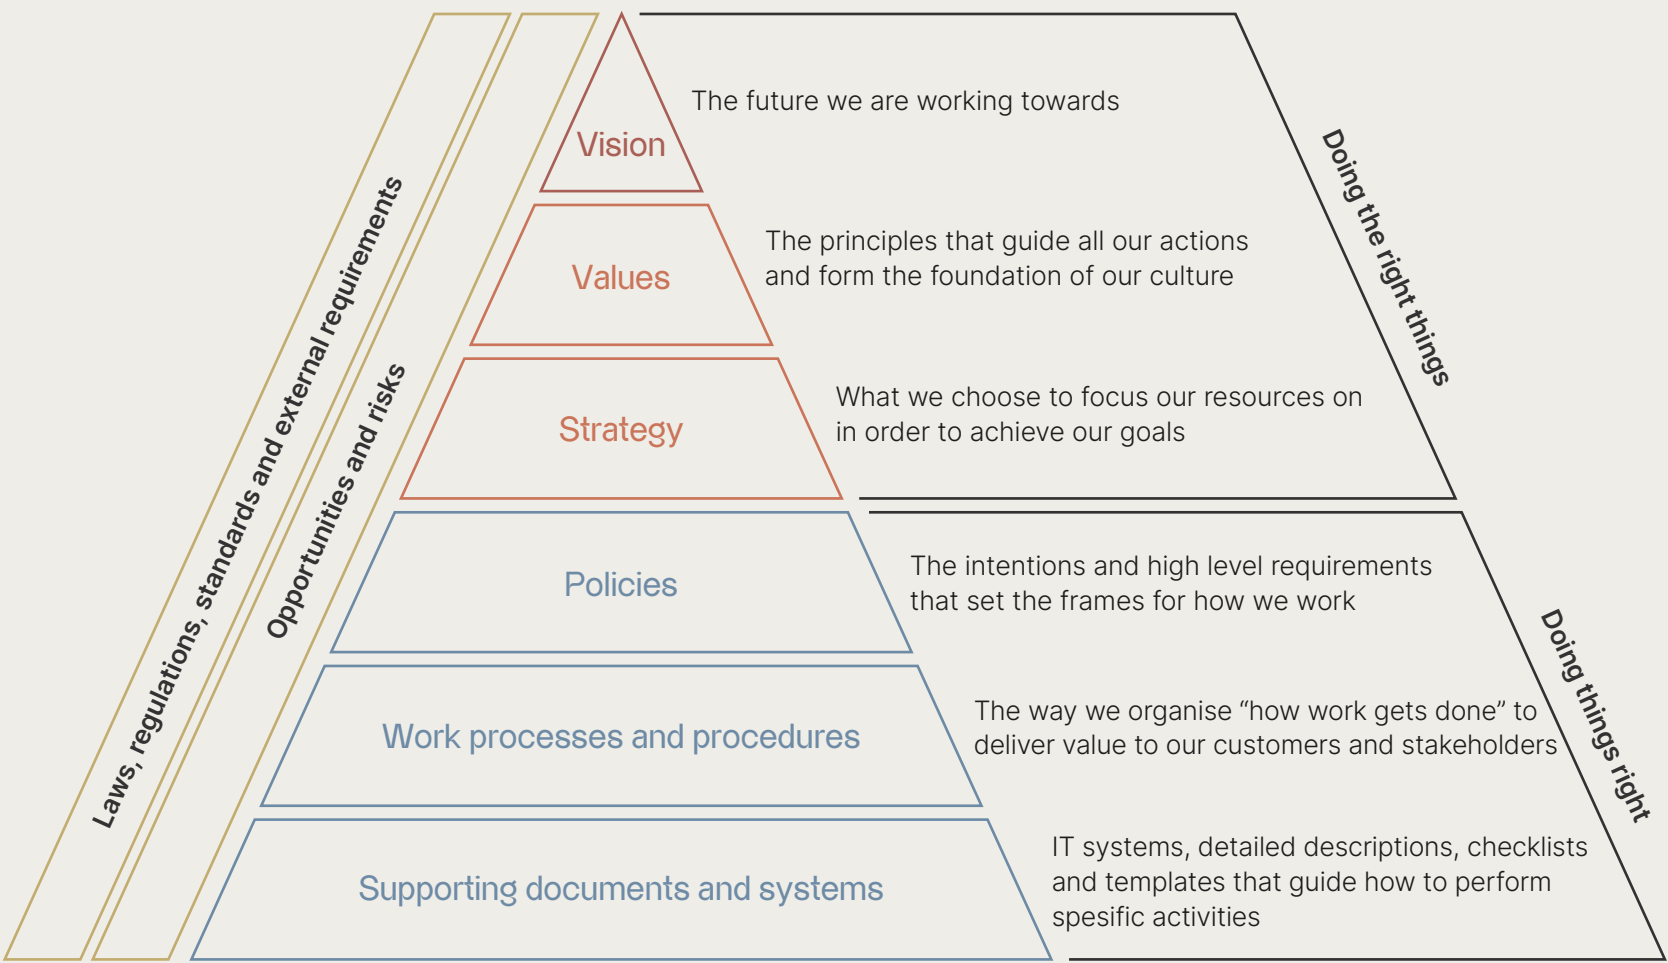 Laws, regulations, standards and external requirements
Opportunities and risks
Vision
The future we are working towards
Values
The principles that guide all our actions
and form the foundation of our culture
Strategy
What we choose to focus our resources on
in order to achieve our goals
Doing the right things
Policies
The intentions and high level requirements
that set the frames for how we work
Work processes and procedures
The way we organise “how work gets done” to
deliver value to our customers and stakeholders
Supporting documents and systems
IT systems, detailed descriptions, checklists
and templates that guide how to perform
spesific activities
Doing things right